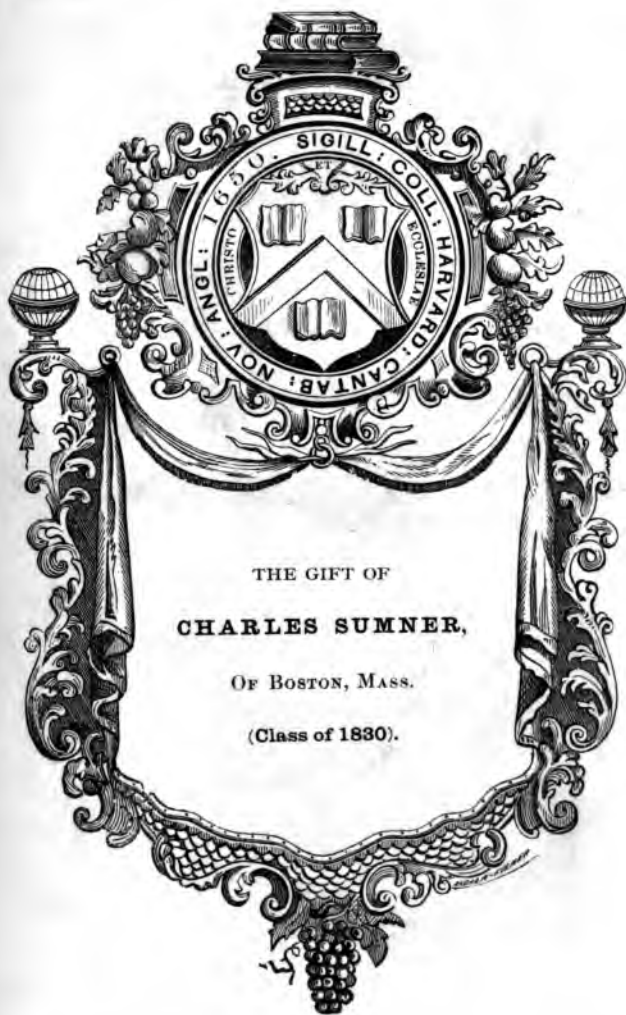 SIGILL: COLL: HARVARD: CANTAB: NOV: ANGL: 1650.
CHRISTO
ET
ECCLESIAE
THE GIFT OF
CHARLES SUMNER,
OF BOSTON, MASS.
(Class of 1830).